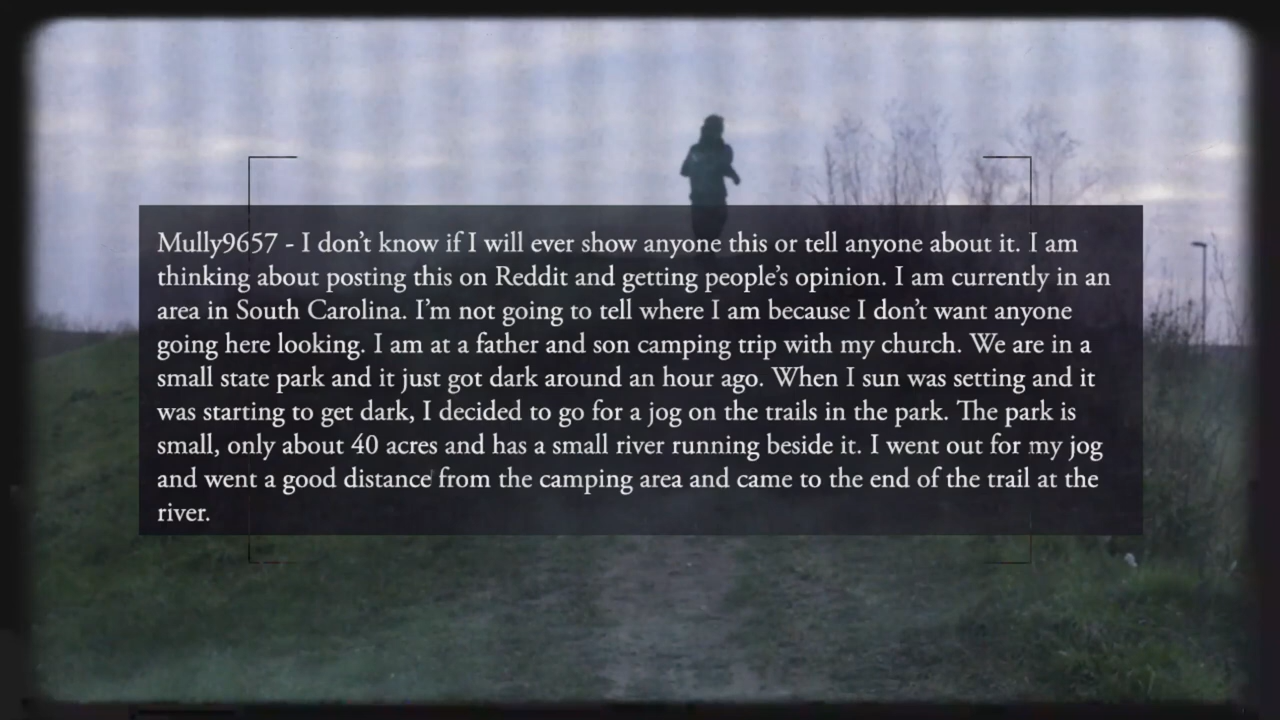 Mully9657 - I don't know if I will ever show anyone this or tell anyone about it. I am
thinking about posting this on Reddit and getting people's opinion. I am currently in an
area in South Carolina. I'm not going to tell where I am because I don't want anyone
going here looking. I am at a father and son camping trip with my church. We are in a
small state park and it just got dark around an hour ago. When I sun was setting and it
was starting to get dark, I decided to go for a jog on the trails in the park. The park is
small, only about 40 acres and has a small river running beside it. I went out for my jog
and went a good distance from the camping area and came to the end of the trail at the
river.